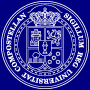 SIGILLUM REG. UNIVERSITAT. COMPOSTELLAN.